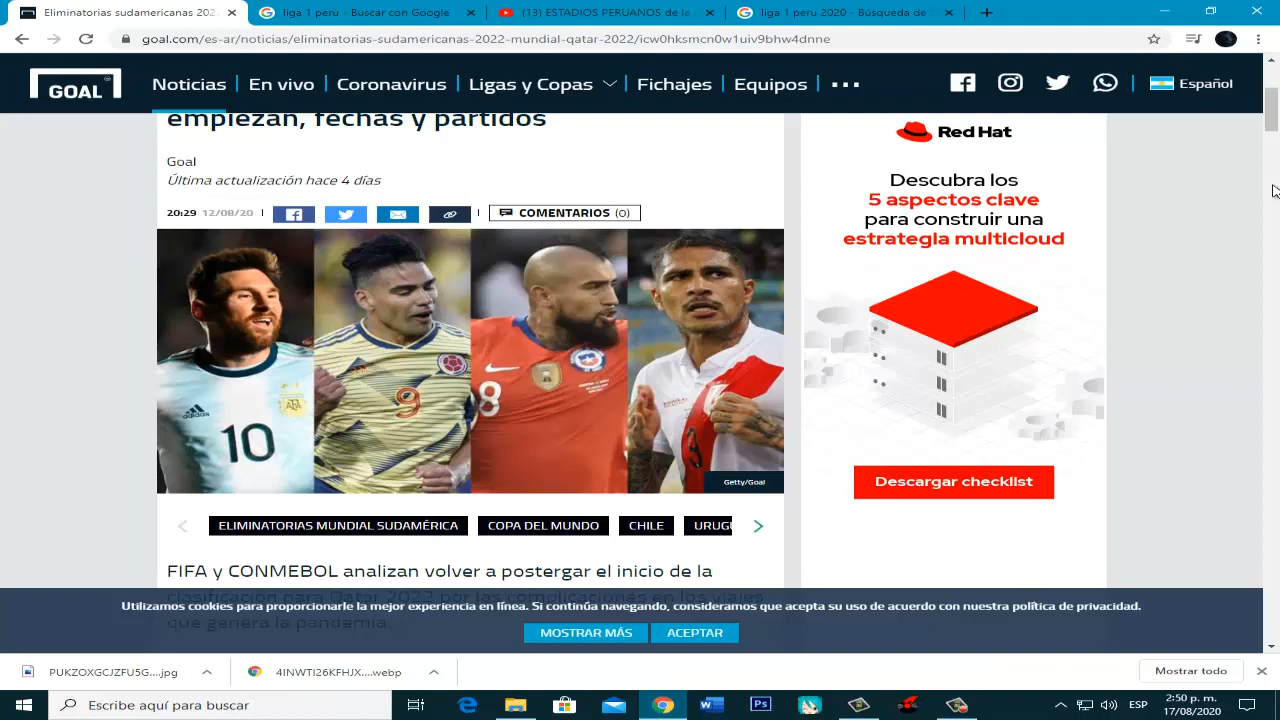 Eliminatorias sudamericanas 202
liga 1 peru - Buscar con Google
(13) ESTADIOS PERUANOS de la
liga 1 peru 2020 - Búsqueda de
goal.com/es-ar/noticias/eliminatorias-sudamericanas-2022-mundial-qatar-2022/icw0hksmcn0w1uiv9bhw4dnne
GOAL
Noticias
En vivo
Coronavirus
Ligas y Copas
Fichajes
Equipos
Español
empiezan, fechas y partidos
Goal
Última actualización hace 4 días
20:29 12/08/20
COMENTARIOS (0)
adidas
10
9
8
Getty/Goal
ELIMINATORIAS MUNDIAL SUDAMÉRICA
COPA DEL MUNDO
CHILE
URUGU
FIFA y CONMEBOL analizan volver a postergar el inicio de la
clasificación para Qatar 2022 por las complicaciones en los viajes
que genera la pandemia.
Red Hat
Descubra los
5 aspectos clave
para construir una
estrategia multicloud
Descargar checklist
Utilizamos cookies para proporcionarle la mejor experiencia en línea. Si continúa navegando, consideramos que acepta su uso de acuerdo con nuestra política de privacidad.
MOSTRAR MÁS
ACEPTAR
PUKZOXGCJZFU5G....jpg
4INWTI26KFHJX....webp
Mostrar todo
Escribe aquí para buscar
ESP
2:50 p. m.
17/08/2020